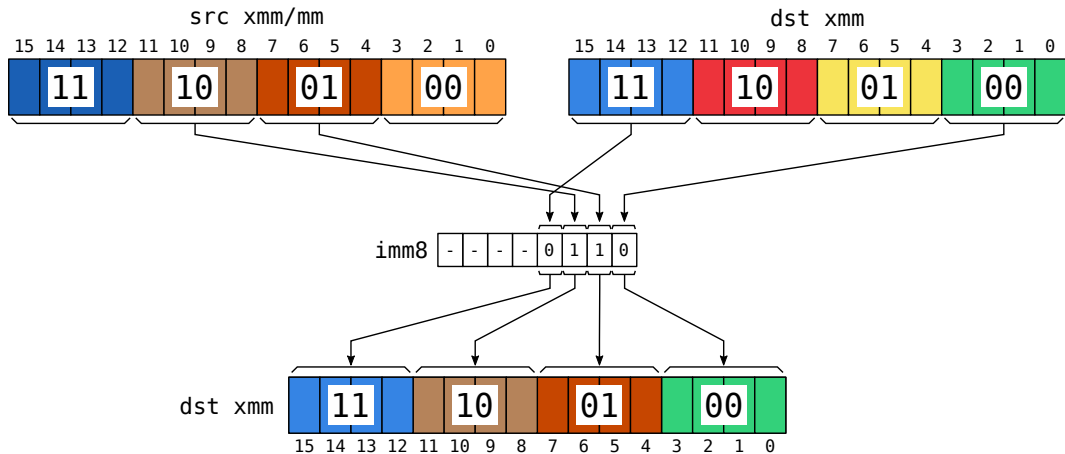 src xmm/mm dst xmm
15 14 13 12 11 10 9 8 7 6 5 4 3 2 1 0 15 14 13 12 11 10 9 8 7 6 5 4 3 2 1 0
11 10 01 00 11 10 01 00
imm8 - - - - 0 1 1 0
dst xmm 11 10 01 00
15 14 13 12 11 10 9 8 7 6 5 4 3 2 1 0